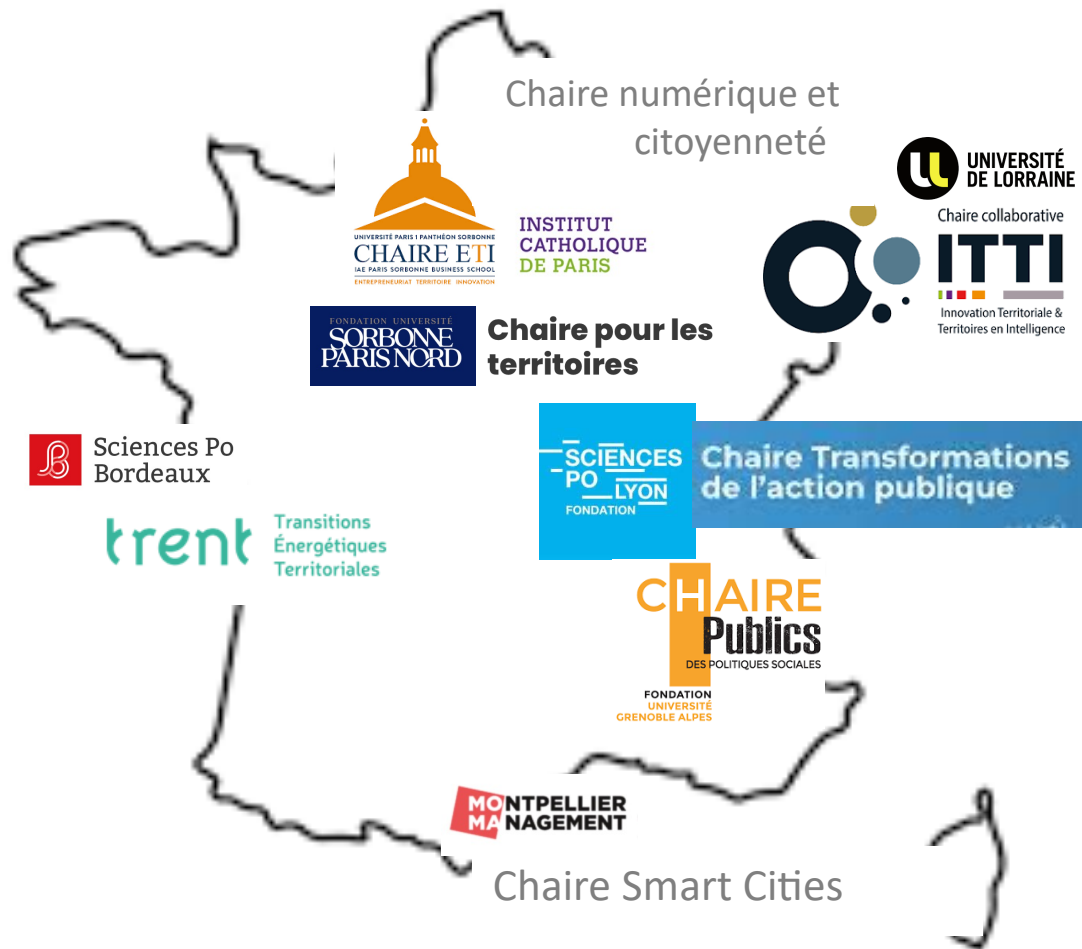 Chaire numérique et
citoyenneté
UNIVERSITÉ
DE LORRAINE
Chaire collaborative
ITTI
Innovation Territoriale &
Territoires en Intelligence
UNIVERSITÉ PARIS 1 PANTHÉON SORBONNE
CHAIRE ETI
IAE PARIS SORBONNE BUSINESS SCHOOL
ENTREPRENEURIAT TERRITOIRE INNOVATION
INSTITUT
CATHOLIQUE
DE PARIS
FONDATION UNIVERSITÉ
SORBONNE
PARIS NORD
Chaire pour les
territoires
Sciences Po
Bordeaux
trent
Transitions
Énergétiques
Territoriales
SCIENCES
PO
LYON
FONDATION
Chaire Transformations
de l'action publique
CHAIRE
Publics
DES POLITIQUES SOCIALES
FONDATION
UNIVERSITÉ
GRENOBLE ALPES
MONTPELLIER
MANAGEMENT
Chaire Smart Cities